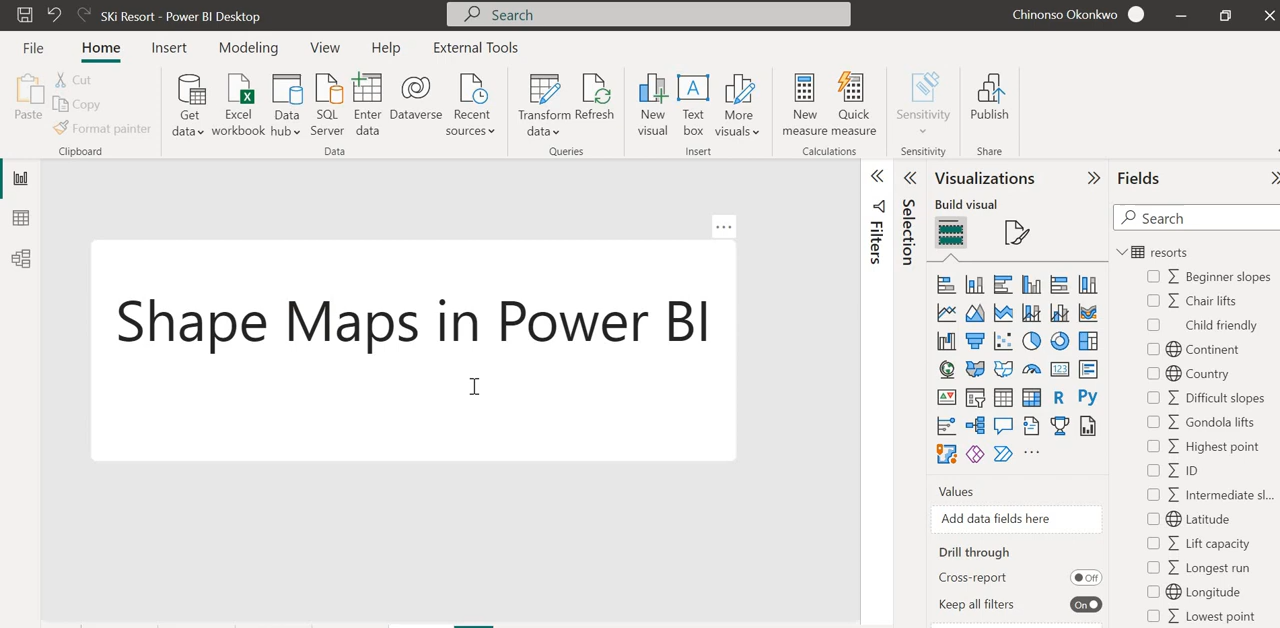 SKi Resort - Power BI Desktop
Search
Chinonso Okonkwo
File Home Insert Modeling View Help External Tools
Paste
Cut
Copy
Format painter
Clipboard
Get data
Excel workbook
Data hub
SQL Server
Enter data
Dataverse
Recent sources
Data
Transform data
Refresh
Queries
New visual
Text box
More visuals
Insert
New measure
Quick measure
Calculations
Sensitivity
Sensitivity
Publish
Share
Shape Maps in Power BI
Filters
Selection
Visualizations
Build visual
123
R
Py
Values
Add data fields here
Drill through
Cross-report
Off
Keep all filters
On
Fields
Search
resorts
Beginner slopes
Chair lifts
Child friendly
Continent
Country
Difficult slopes
Gondola lifts
Highest point
ID
Intermediate sl...
Latitude
Lift capacity
Longest run
Longitude
Lowest point